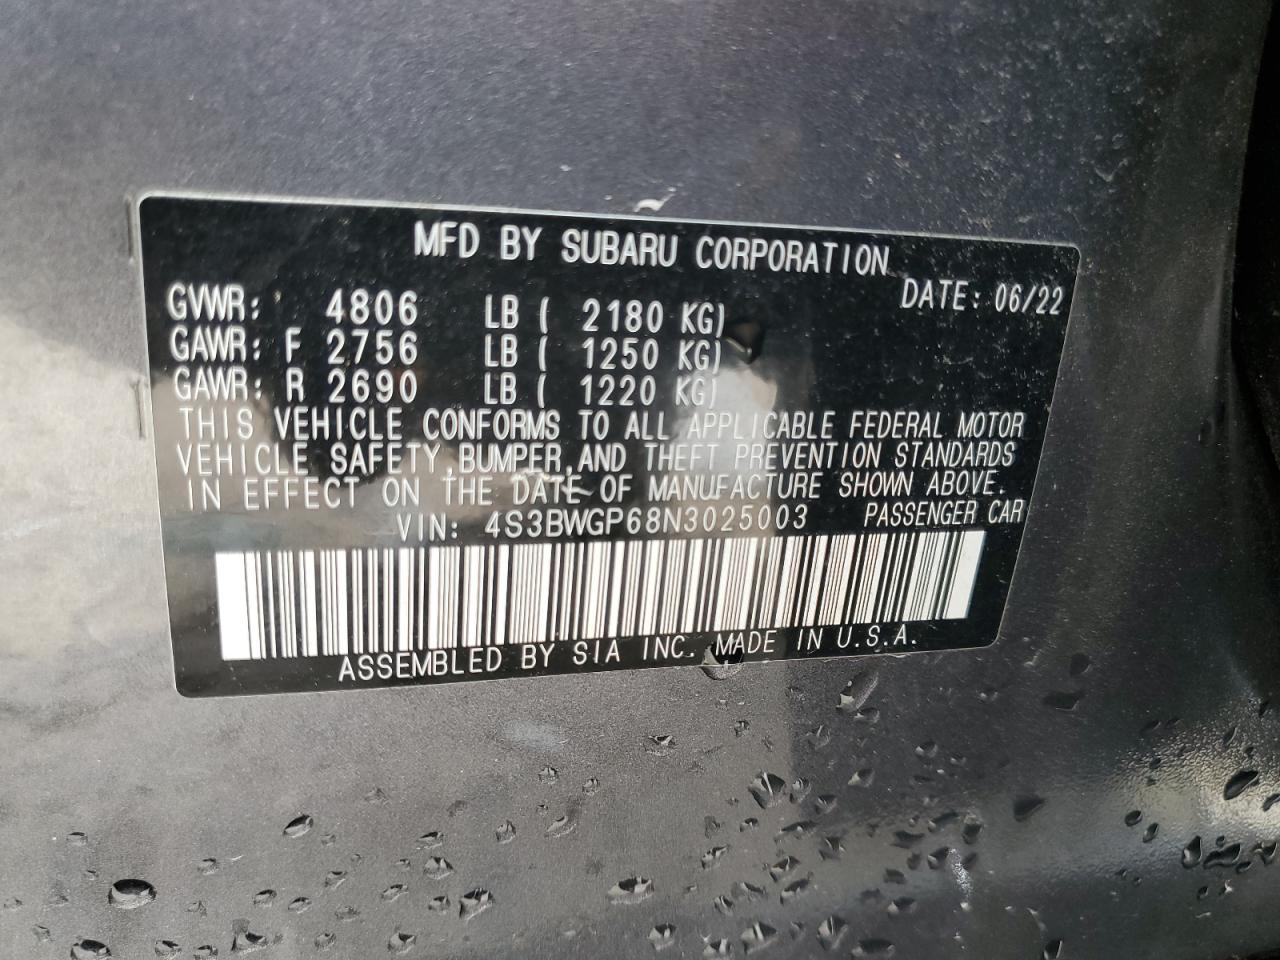 MFD BY SUBARU CORPORATION
DATE: 06/22
GVWR: 4806 LB ( 2180 KG)
GAWR: F 2756 LB ( 1250 KG)
GAWR: R 2690 LB ( 1220 KG)
THIS VEHICLE CONFORMS TO ALL APPLICABLE FEDERAL MOTOR
VEHICLE SAFETY,BUMPER,AND THEFT PREVENTION STANDARDS
IN EFFECT ON THE DATE OF MANUFACTURE SHOWN ABOVE.
VIN: 4S3BWGP68N3025003 PASSENGER CAR
ASSEMBLED BY SIA INC. MADE IN U.S.A.